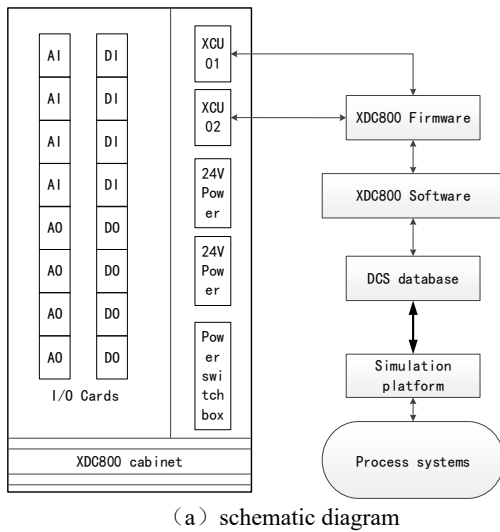 AI
AI
AI
AI
AO
AO
AO
AO
DI
DI
DI
DI
DO
DO
DO
DO
I/O Cards
XCU
01
XCU
02
24V
Pow
er
24V
Pow
er
Pow
er
swi
tch
box
XDC800 cabinet
XDC800 Firmware
XDC800 Software
DCS database
Simulation
platform
Process systems
（a）schematic diagram